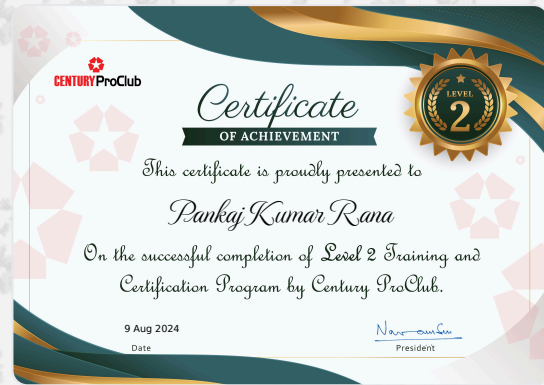 CENTURY ProClub
LEVEL
2
Certificate
OF ACHIEVEMENT
This certificate is proudly presented to
Pankaj Kumar Rana
On the successful completion of Level 2 Training and
Certification Program by Century ProClub.
9 Aug 2024
Date
President